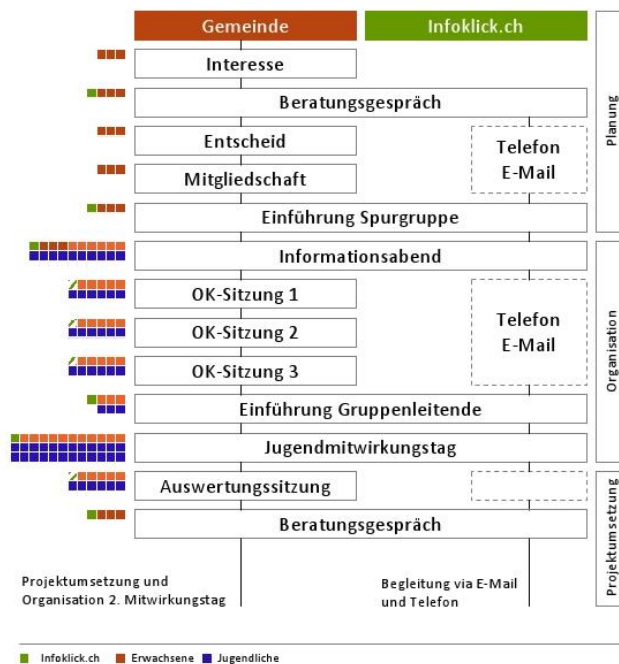 Gemeinde Infoklick.ch
Interesse
Beratungsgespräch
Entscheid
Telefon
E-Mail
Mitgliedschaft
Einführung Spurgruppe
Planung
Informationsabend
OK-Sitzung 1
OK-Sitzung 2
Telefon
E-Mail
OK-Sitzung 3
Einführung Gruppenleitende
Jugendmitwirkungstag
Organisation
Auswertungssitzung
Beratungsgespräch
Projektumsetzung
Projektumsetzung und
Organisation 2. Mitwirkungstag
Begleitung via E-Mail
und Telefon
Infoklick.ch Erwachsene Jugendliche